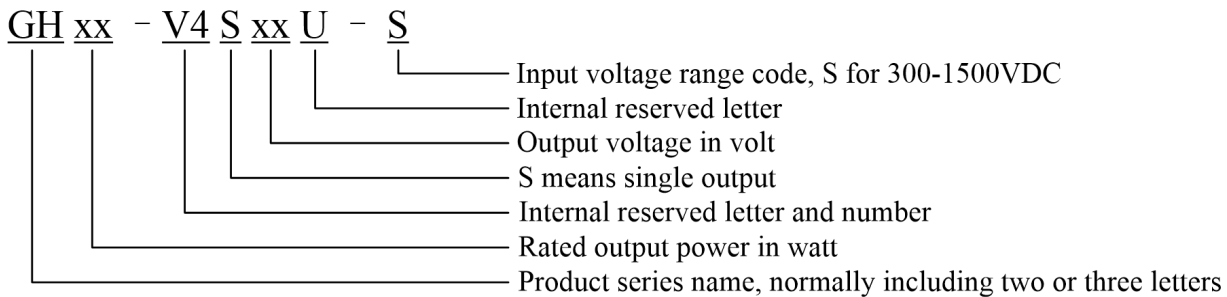 GH xx - V4 S xx U - S
Input voltage range code, S for 300-1500VDC
Internal reserved letter
Output voltage in volt
S means single output
Internal reserved letter and number
Rated output power in watt
Product series name, normally including two or three letters